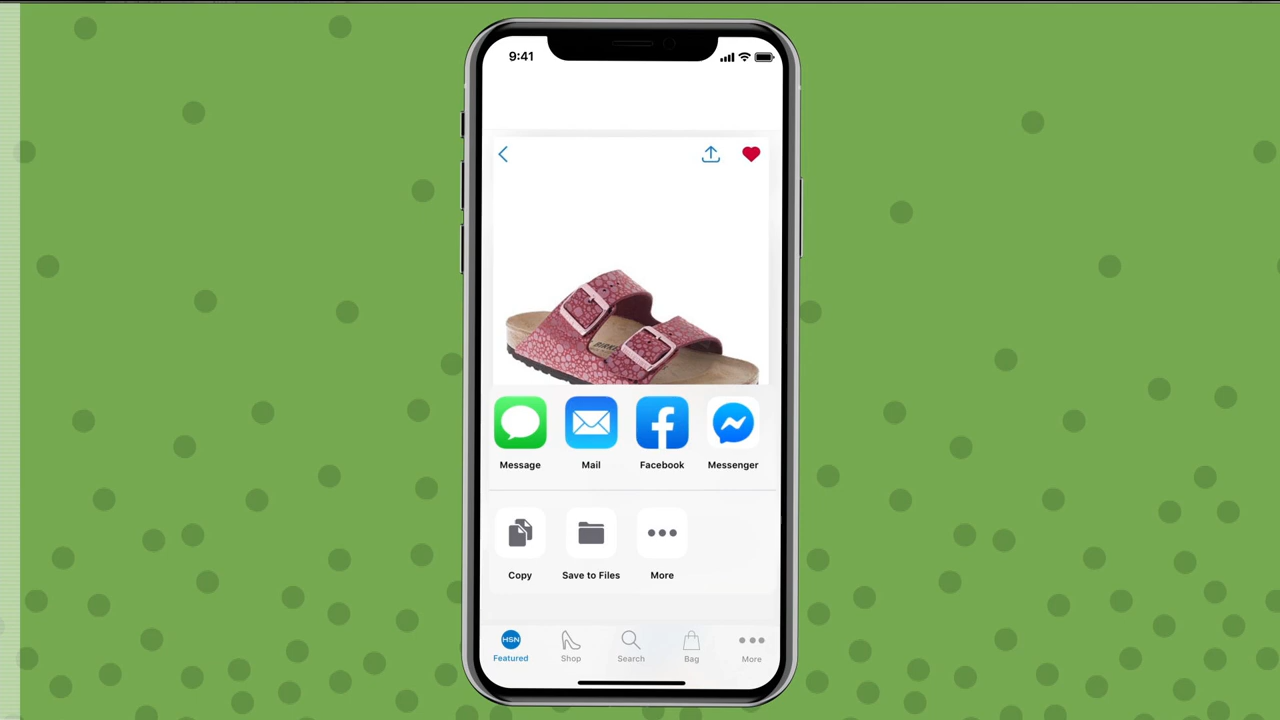 9:41
Message Mail Facebook Messenger
Copy Save to Files More
HSN
Featured Shop Search Bag More